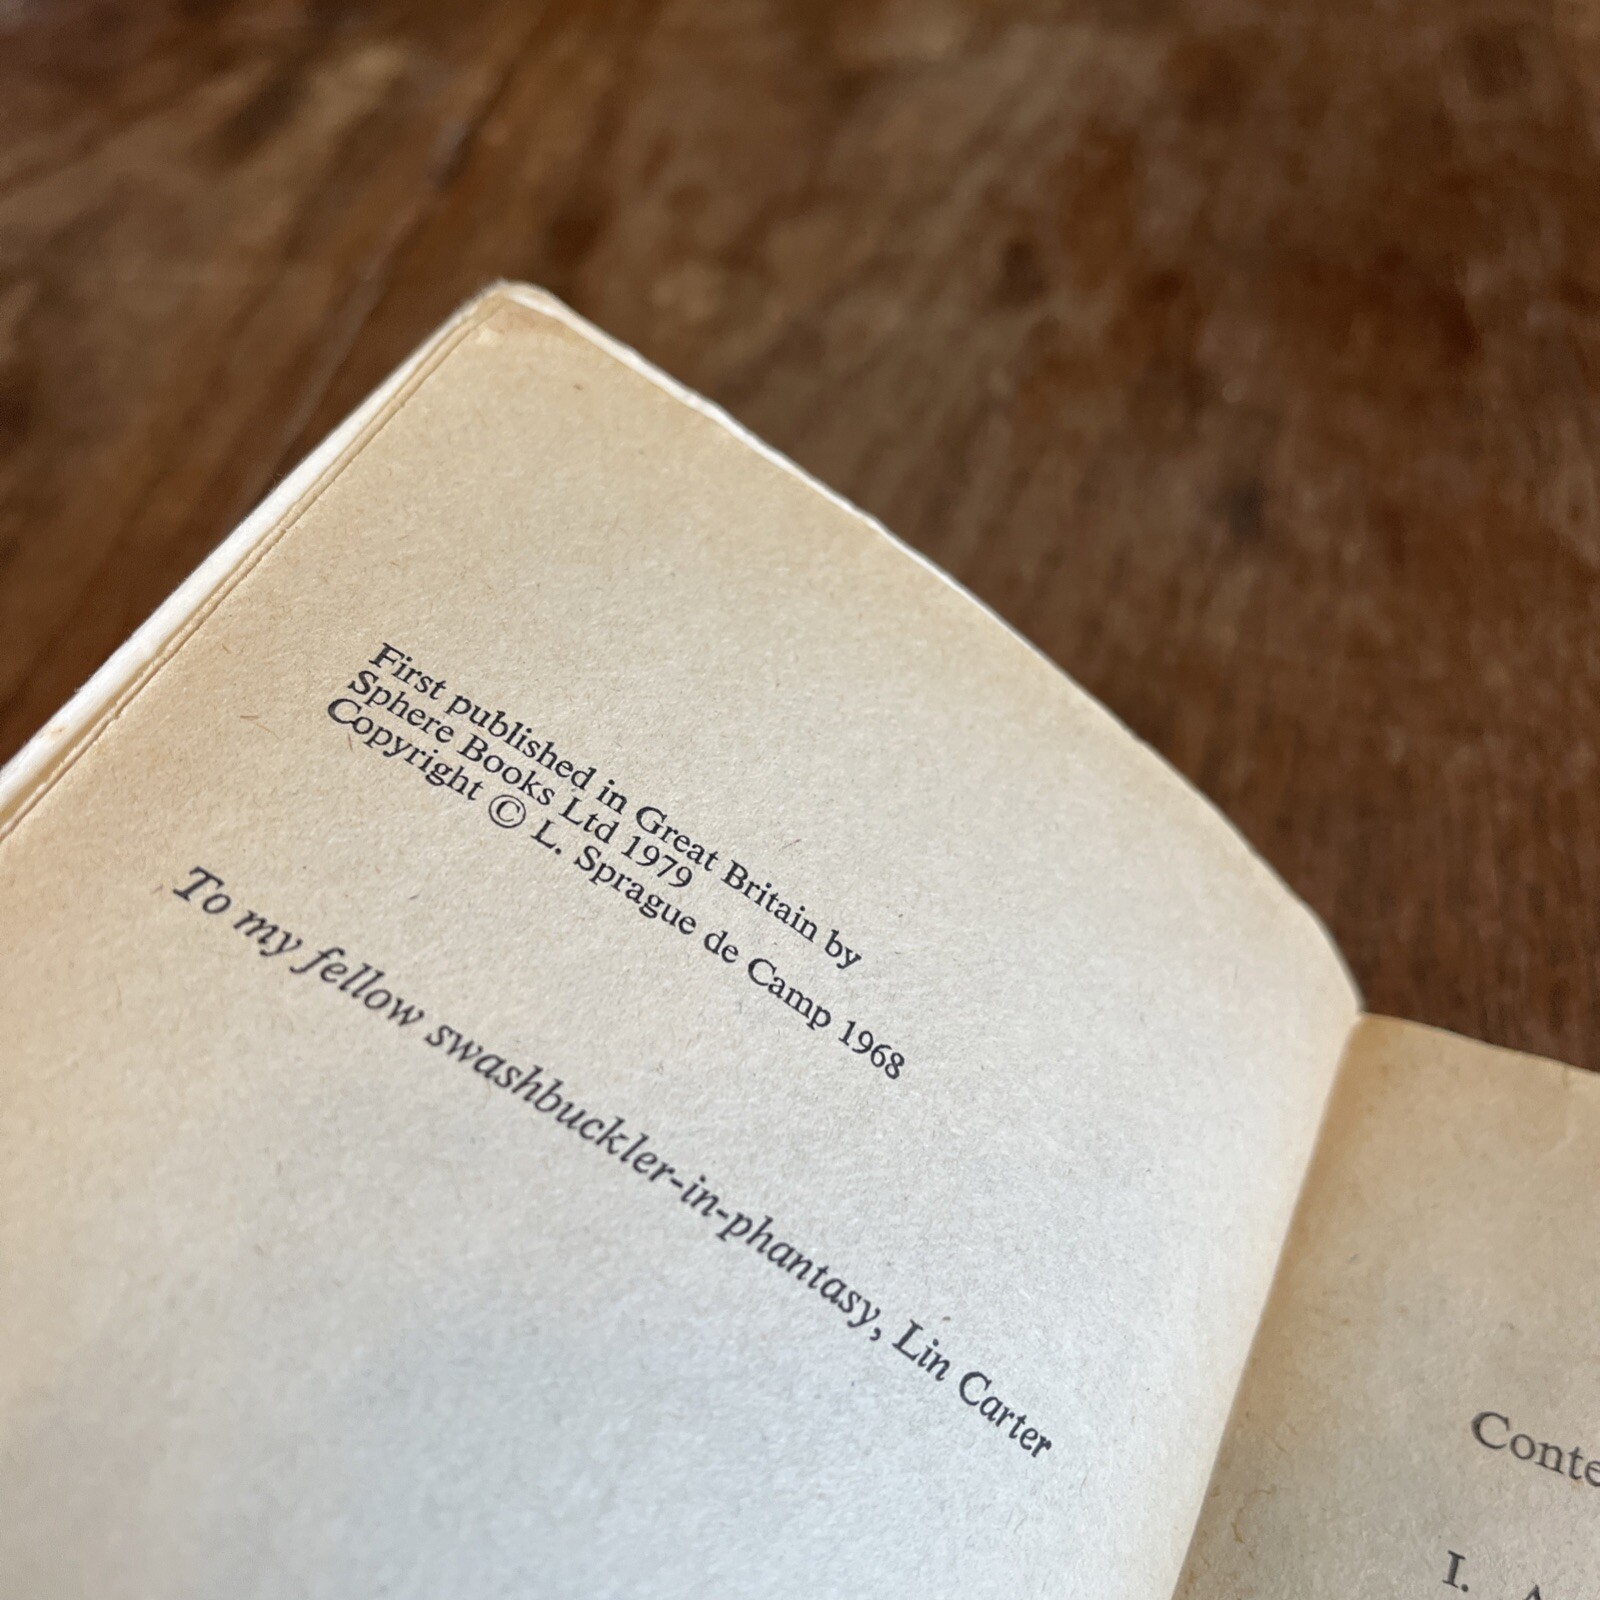 First published in Great Britain by
Sphere Books Ltd 1979
Copyright © L. Sprague de Camp 1968
To my fellow swashbuckler-in-phantasy, Lin Carter
Conte
I.